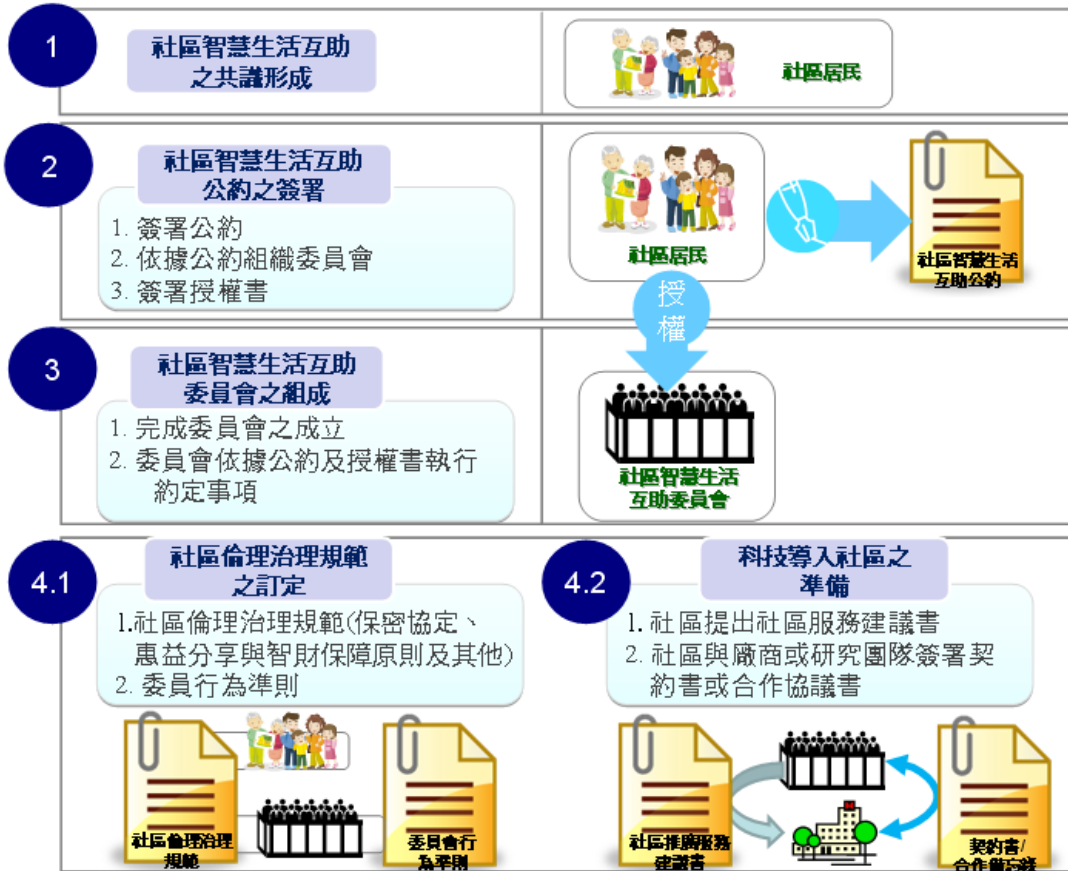 1
社區智慧生活互助
之共識形成
社區居民
2
社區智慧生活互助
公約之簽署
1. 簽署公約
2. 依據公約組織委員會
3. 簽署授權書
社區居民
社區智慧生活
互助公約
授
權
3
社區智慧生活互助
委員會之組成
1. 完成委員會之成立
2. 委員會依據公約及授權書執行
約定事項
社區智慧生活
互助委員會
4.1
社區倫理治理規範
之訂定
1.社區倫理治理規範(保密協定、
惠益分享與智財保障原則及其他)
2. 委員行為準則
社區倫理治理
規範
委員會行
為準則
4.2
科技導入社區之
準備
1. 社區提出社區服務建議書
2. 社區與廠商或研究團隊簽署契
約書或合作協議書
社區推廣服務
建議書
H
契約書/
合作備忘錄